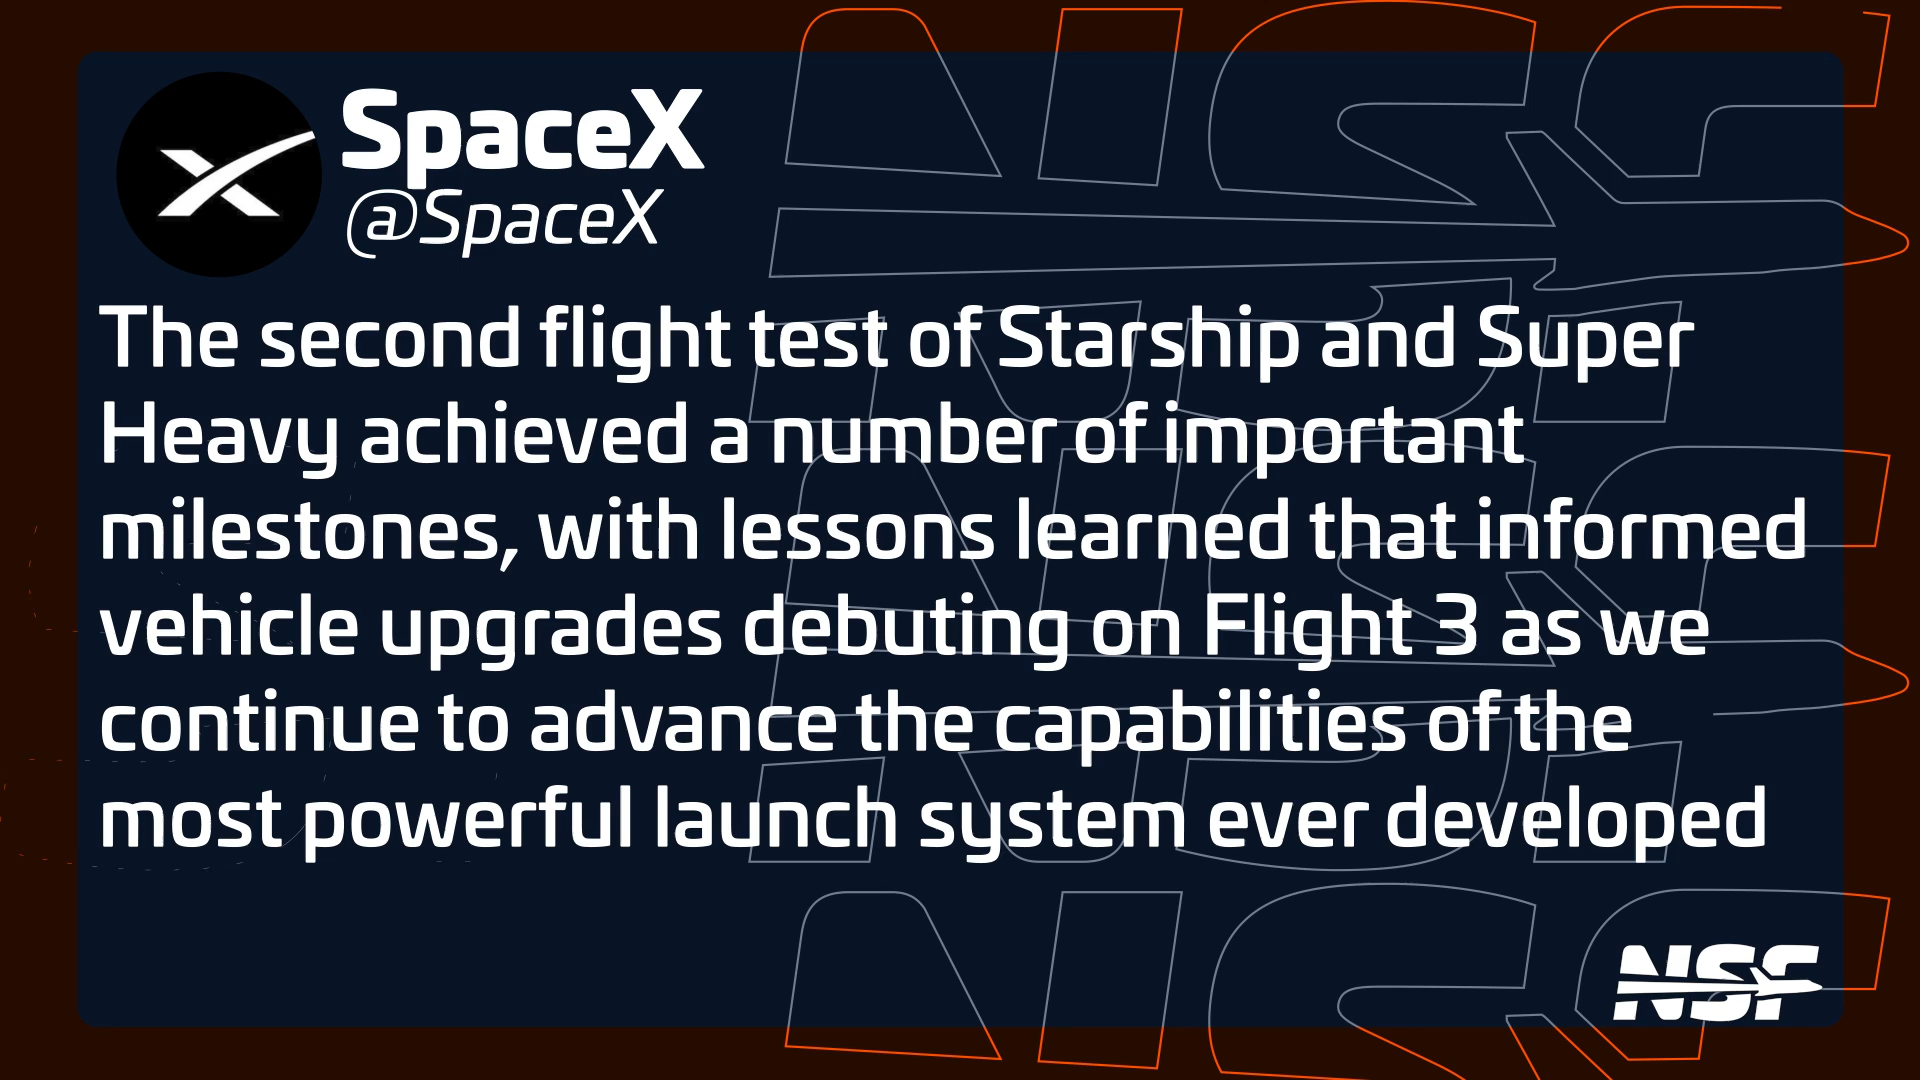 SpaceX
@SpaceX
The second flight test of Starship and Super
Heavy achieved a number of important
milestones, with lessons learned that informed
vehicle upgrades debuting on Flight 3 as we
continue to advance the capabilities of the
most powerful launch system ever developed
NSF